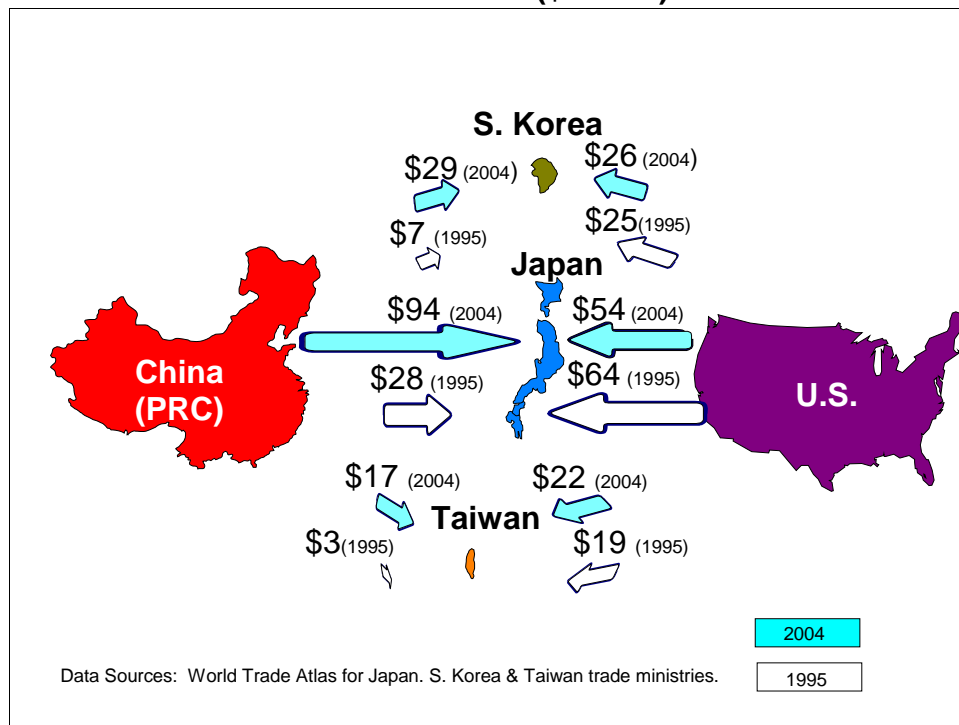 S. Korea
$29 (2004)
$26 (2004)
$7 (1995)
$25(1995)
Japan
$94 (2004)
$54 (2004)
China
(PRC)
$28 (1995)
$64 (1995)
U.S.
$17 (2004)
$22 (2004)
Taiwan
$3(1995)
$19 (1995)
2004
Data Sources: World Trade Atlas for Japan. S. Korea & Taiwan trade ministries.
1995